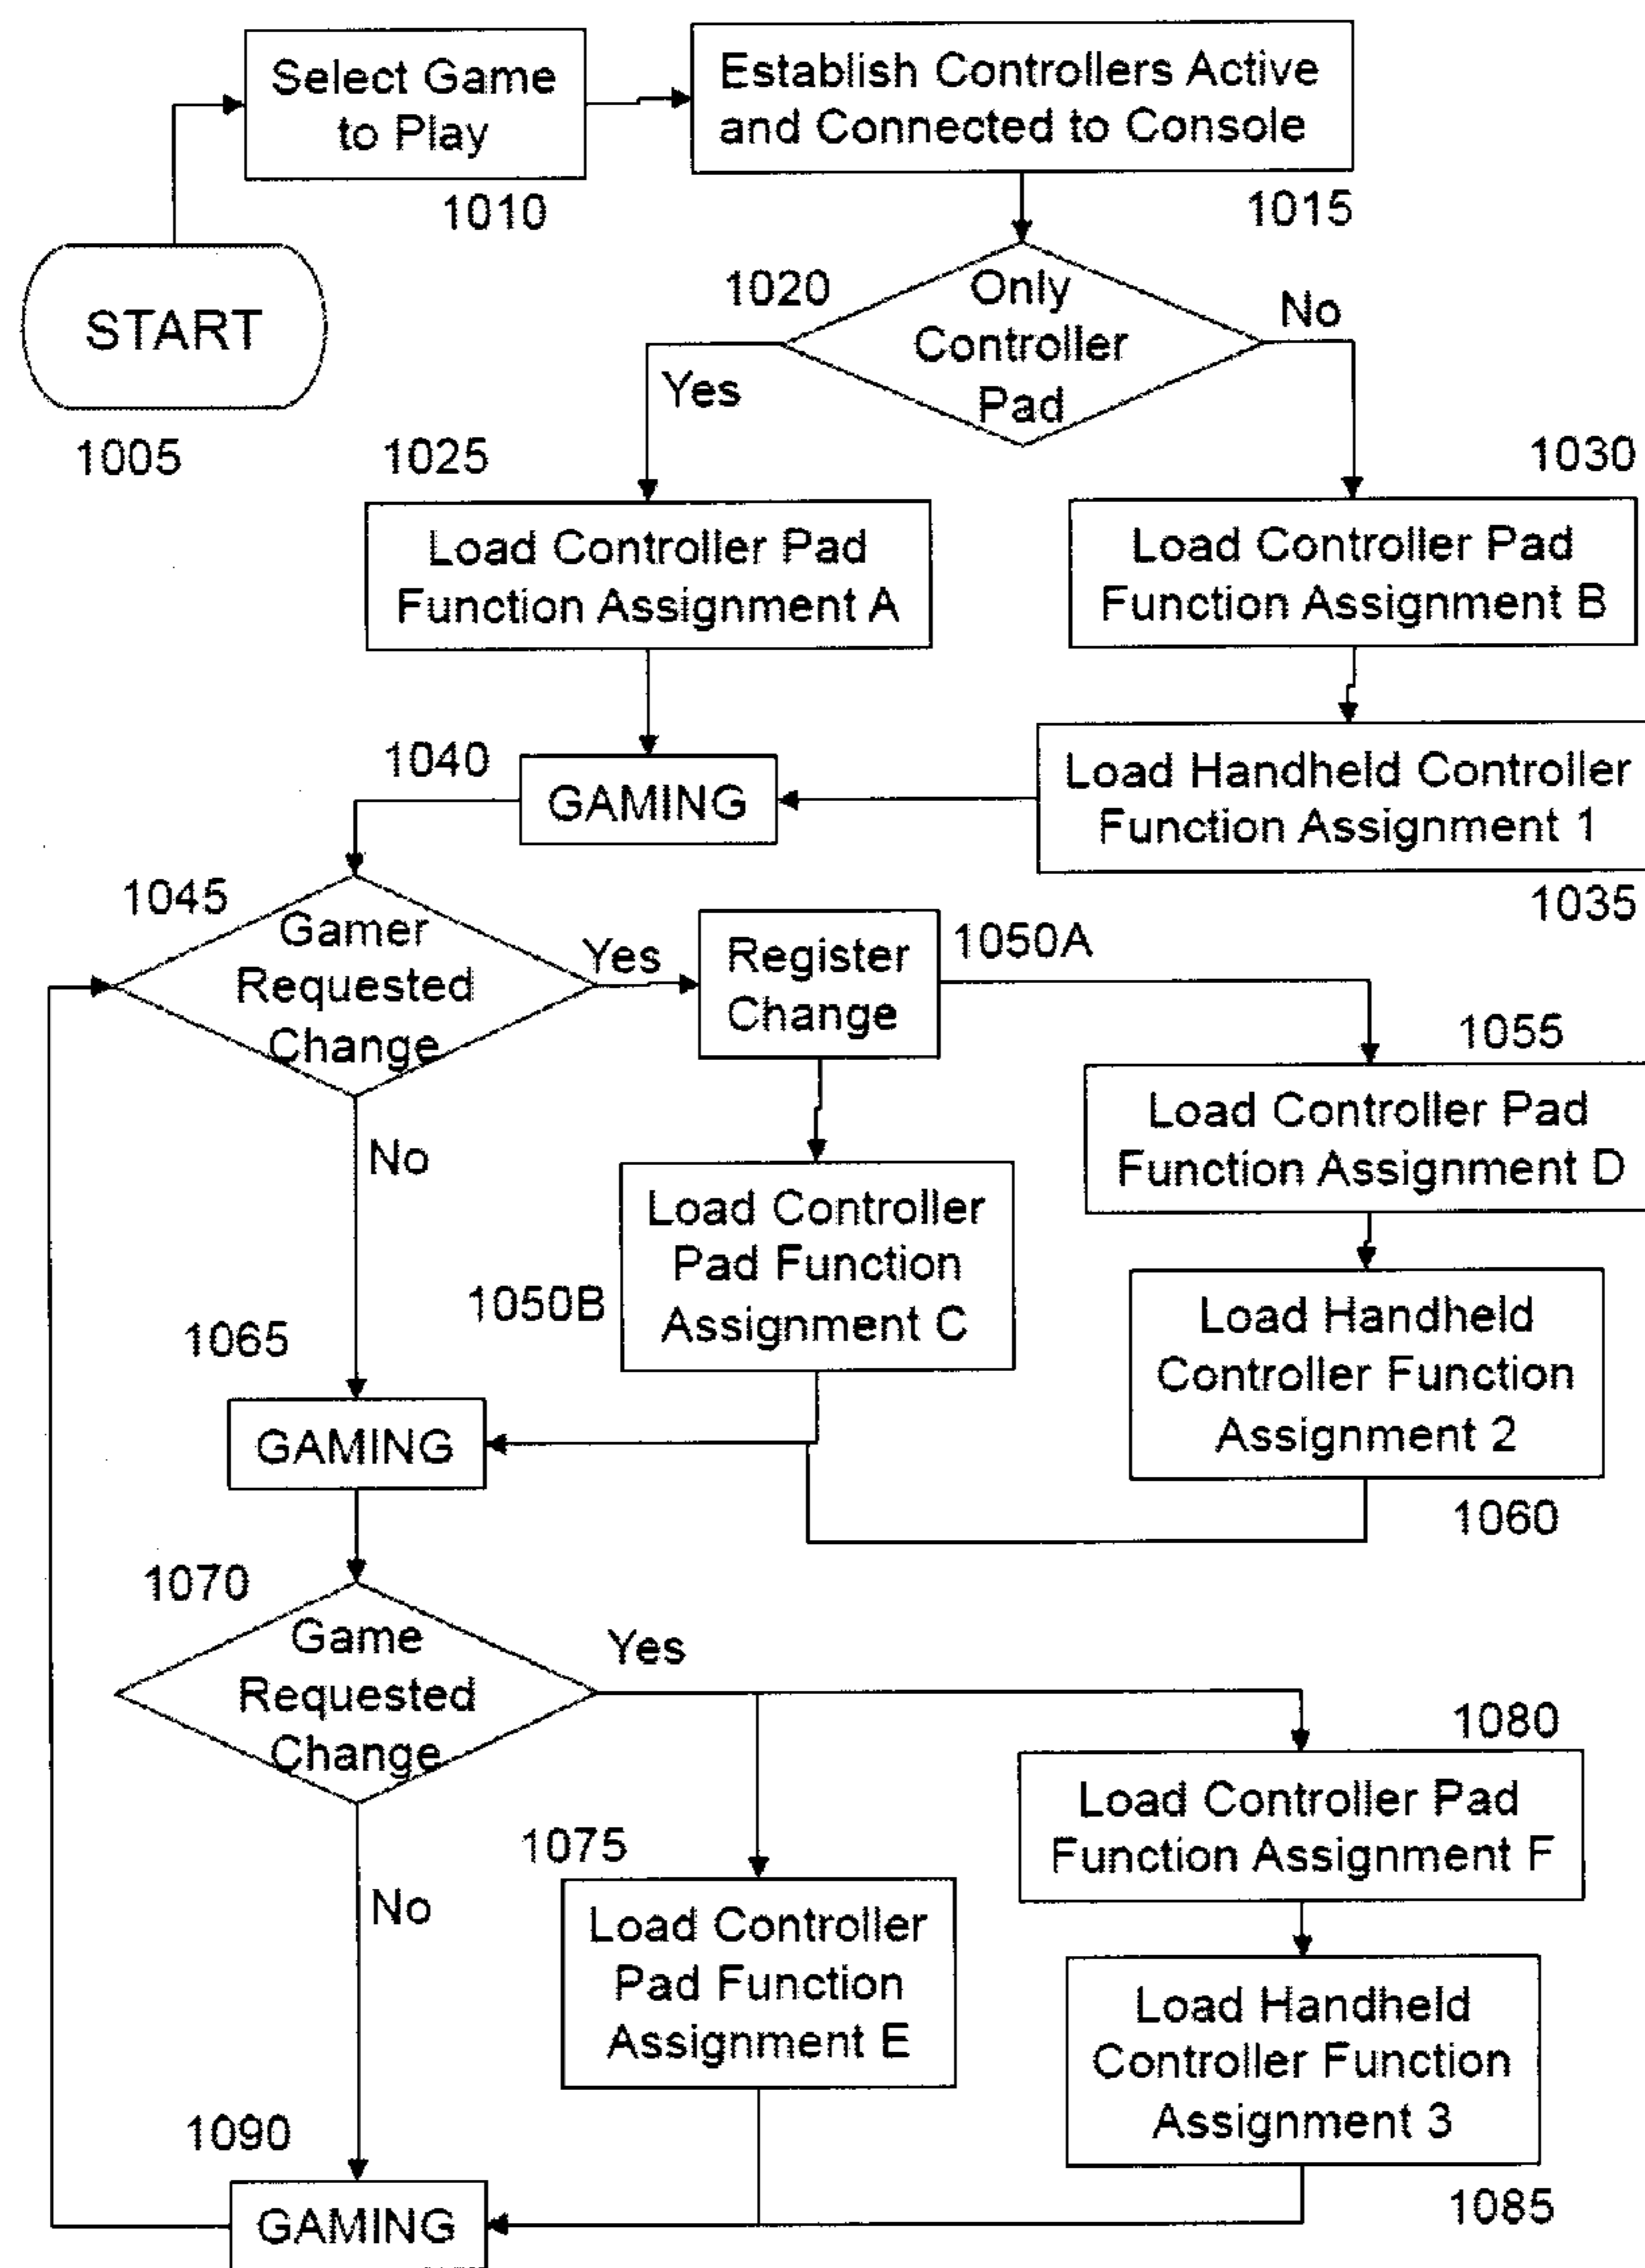 Select Game
to Play
1010
Establish Controllers Active
and Connected to Console
1015
START
1005
1020
Only
Controller
Pad
Yes
No
1025
Load Controller Pad
Function Assignment A
1030
Load Controller Pad
Function Assignment B
1040
GAMING
Load Handheld Controller
Function Assignment 1
1035
1045
Gamer
Requested
Change
Yes
No
Register
Change
1050A
1055
Load Controller Pad
Function Assignment D
1050B
Load Controller
Pad Function
Assignment C
Load Handheld
Controller Function
Assignment 2
1060
1065
GAMING
1070
Game
Requested
Change
Yes
No
1075
Load Controller
Pad Function
Assignment E
1080
Load Controller Pad
Function Assignment F
Load Handheld
Controller Function
Assignment 3
1085
1090
GAMING